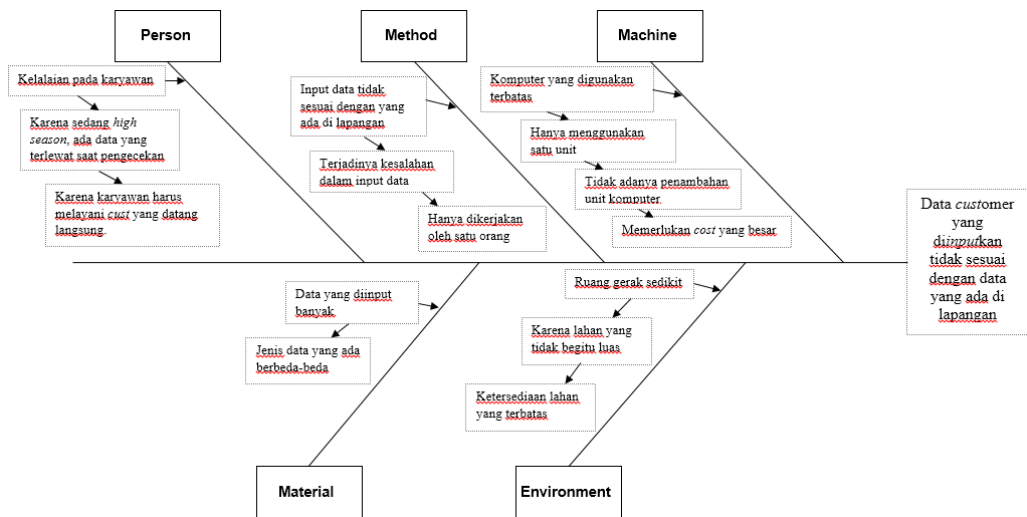 Person
Method
Machine
Kelalaian pada karyawan
Karena sedang high
season, ada data yang
terlewat saat pengecekan
Karena karyawan harus
melayani cust yang datang
langsung.
Input data tidak
sesuai dengan yang
ada di lapangan
Terjadinya kesalahan
dalam input data
Hanya dikerjakan
oleh satu orang
Komputer yang digunakan
terbatas
Hanya menggunakan
satu unit
Tidak adanya penambahan
unit komputer
Memerlukan cost yang besar
Data customer
yang
diinputkan
tidak sesuai
dengan data
yang ada di
lapangan
Data yang diinput
banyak
Jenis data yang ada
berbeda-beda
Ruang gerak sedikit
Karena lahan yang
tidak begitu luas
Ketersediaan lahan
yang terbatas
Material
Environment